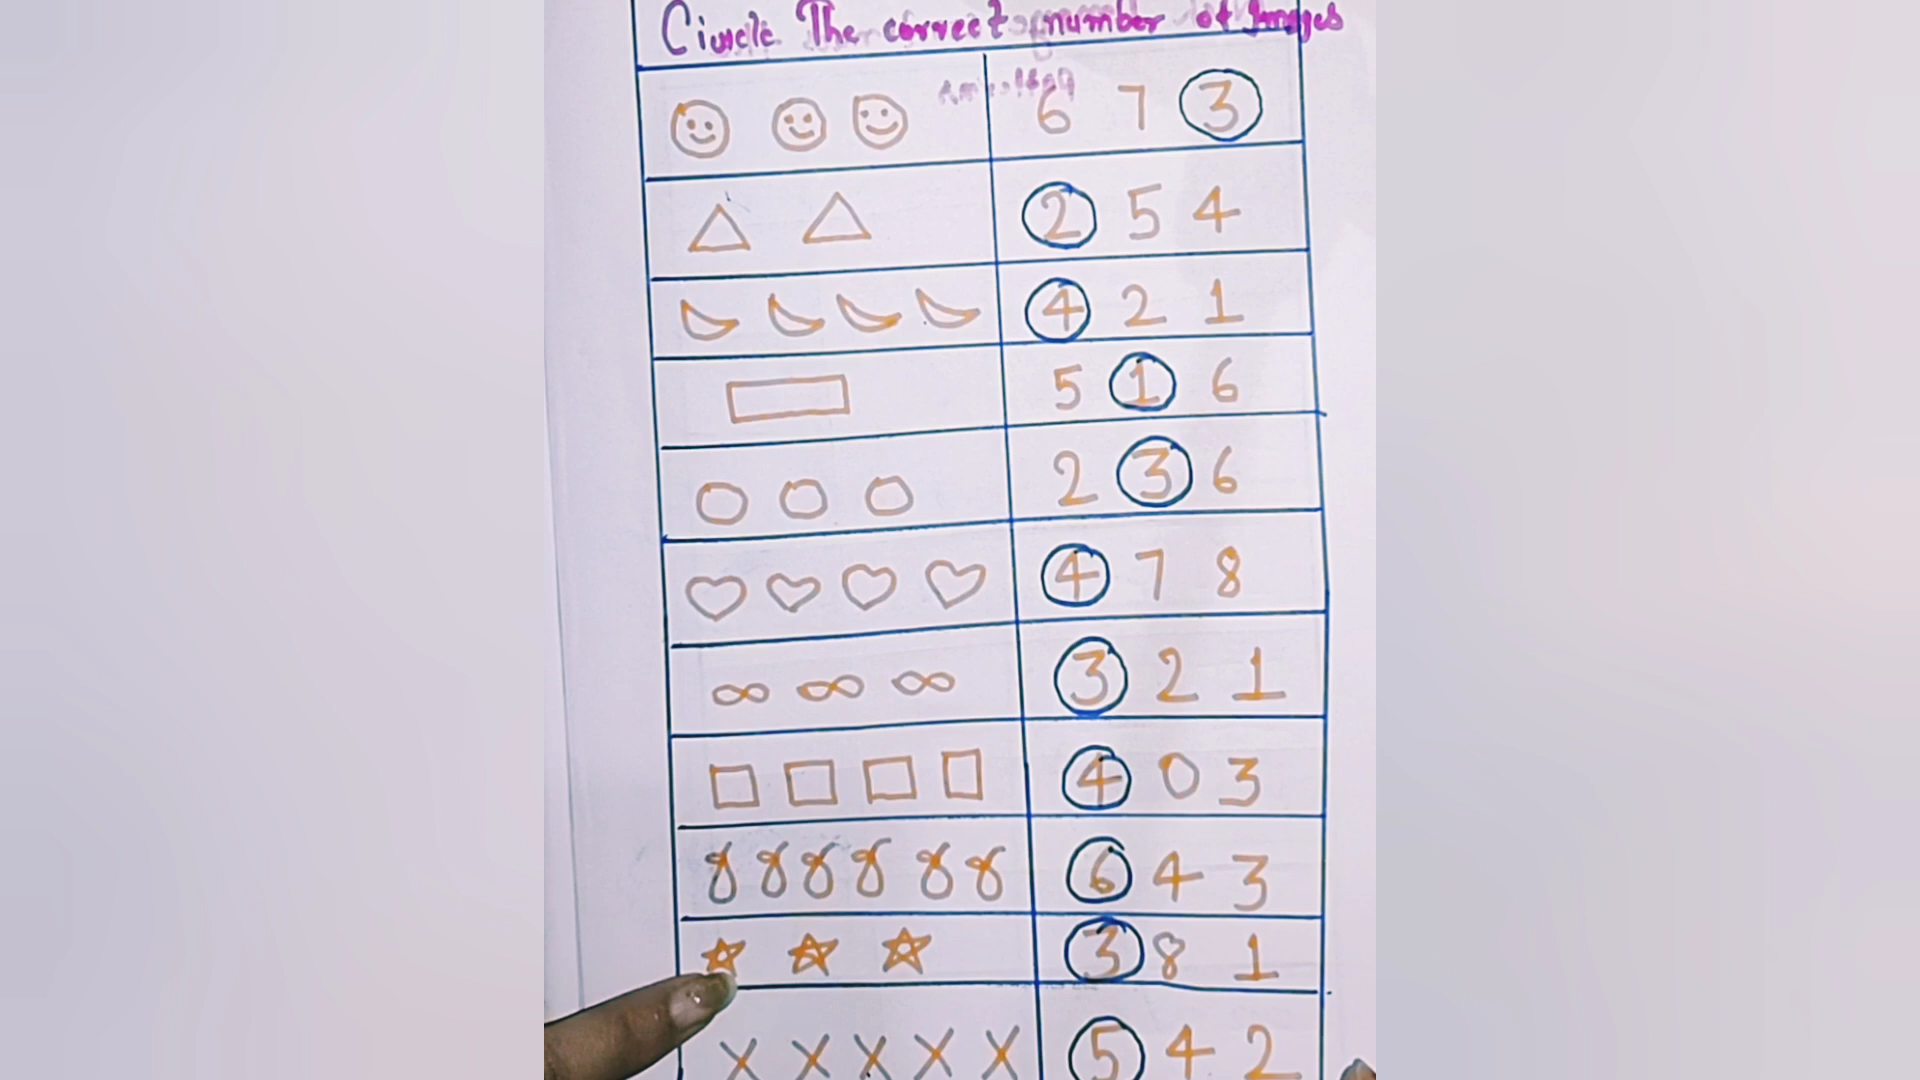 Circle The correct number of Images
6 7 3
2 5 4
4 2 1
5 1 6
2 3 6
4 7 8
3 2 1
4 0 3
6 4 3
3 8 1
5 4 2